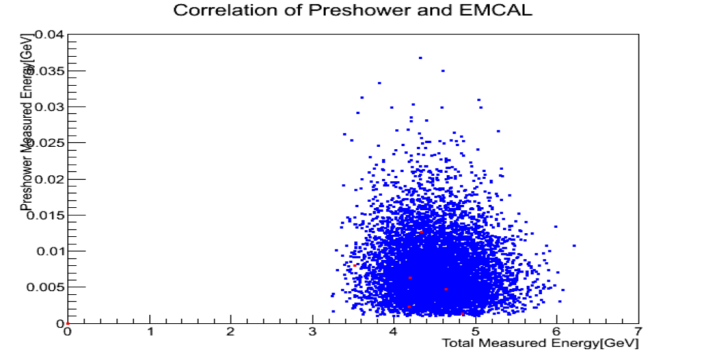 Correlation of Preshower and EMCAL
Preshower Measured Energy[GeV]
0.04
0.035
0.03
0.025
0.02
0.015
0.01
0.005
0
0 1 2 3 4 5 6 7
Total Measured Energy[GeV]